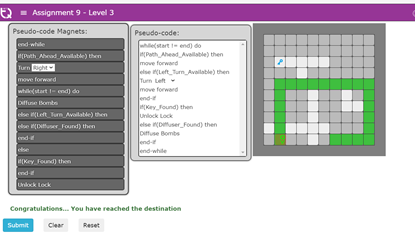 Assignment 9 - Level 3
Pseudo-code Magnets:
end-while
if(Path_Ahead_Available) then
Turn Right
move forward
while(start != end) do
Diffuse Bombs
else if(Left_Turn_Available) then
else if(Diffuser_Found) then
end-if
else
if(Key_Found) then
end-if
Unlock Lock
Pseudo-code:
while(start != end) do
if(Path_Ahead_Available) then
move forward
else if(Left_Turn_Available) then
Turn Left
move forward
end-if
if(Key_Found) then
Unlock Lock
else if(Diffuser_Found) then
Diffuse Bombs
end-if
end-while
Congratulations... You have reached the destination
Submit
Clear
Reset